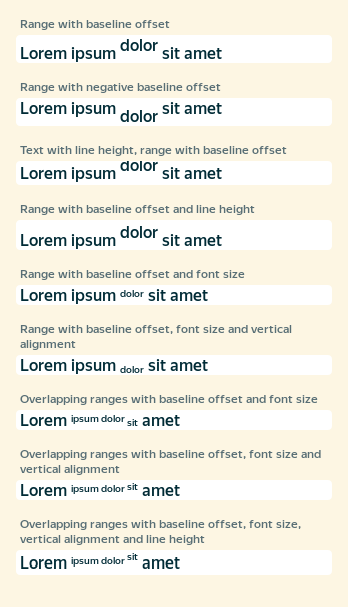 Range with baseline offset
Lorem ipsum dolor sit amet
Range with negative baseline offset
Lorem ipsum dolor sit amet
Text with line height, range with baseline offset
Lorem ipsum dolor sit amet
Range with baseline offset and line height
Lorem ipsum dolor sit amet
Range with baseline offset and font size
Lorem ipsum dolor sit amet
Range with baseline offset, font size and vertical
alignment
Lorem ipsum dolor sit amet
Overlapping ranges with baseline offset and font size
Lorem ipsum dolor sit amet
Overlapping ranges with baseline offset, font size and
vertical alignment
Lorem ipsum dolor sit amet
Overlapping ranges with baseline offset, font size,
vertical alignment and line height
Lorem ipsum dolor sit amet